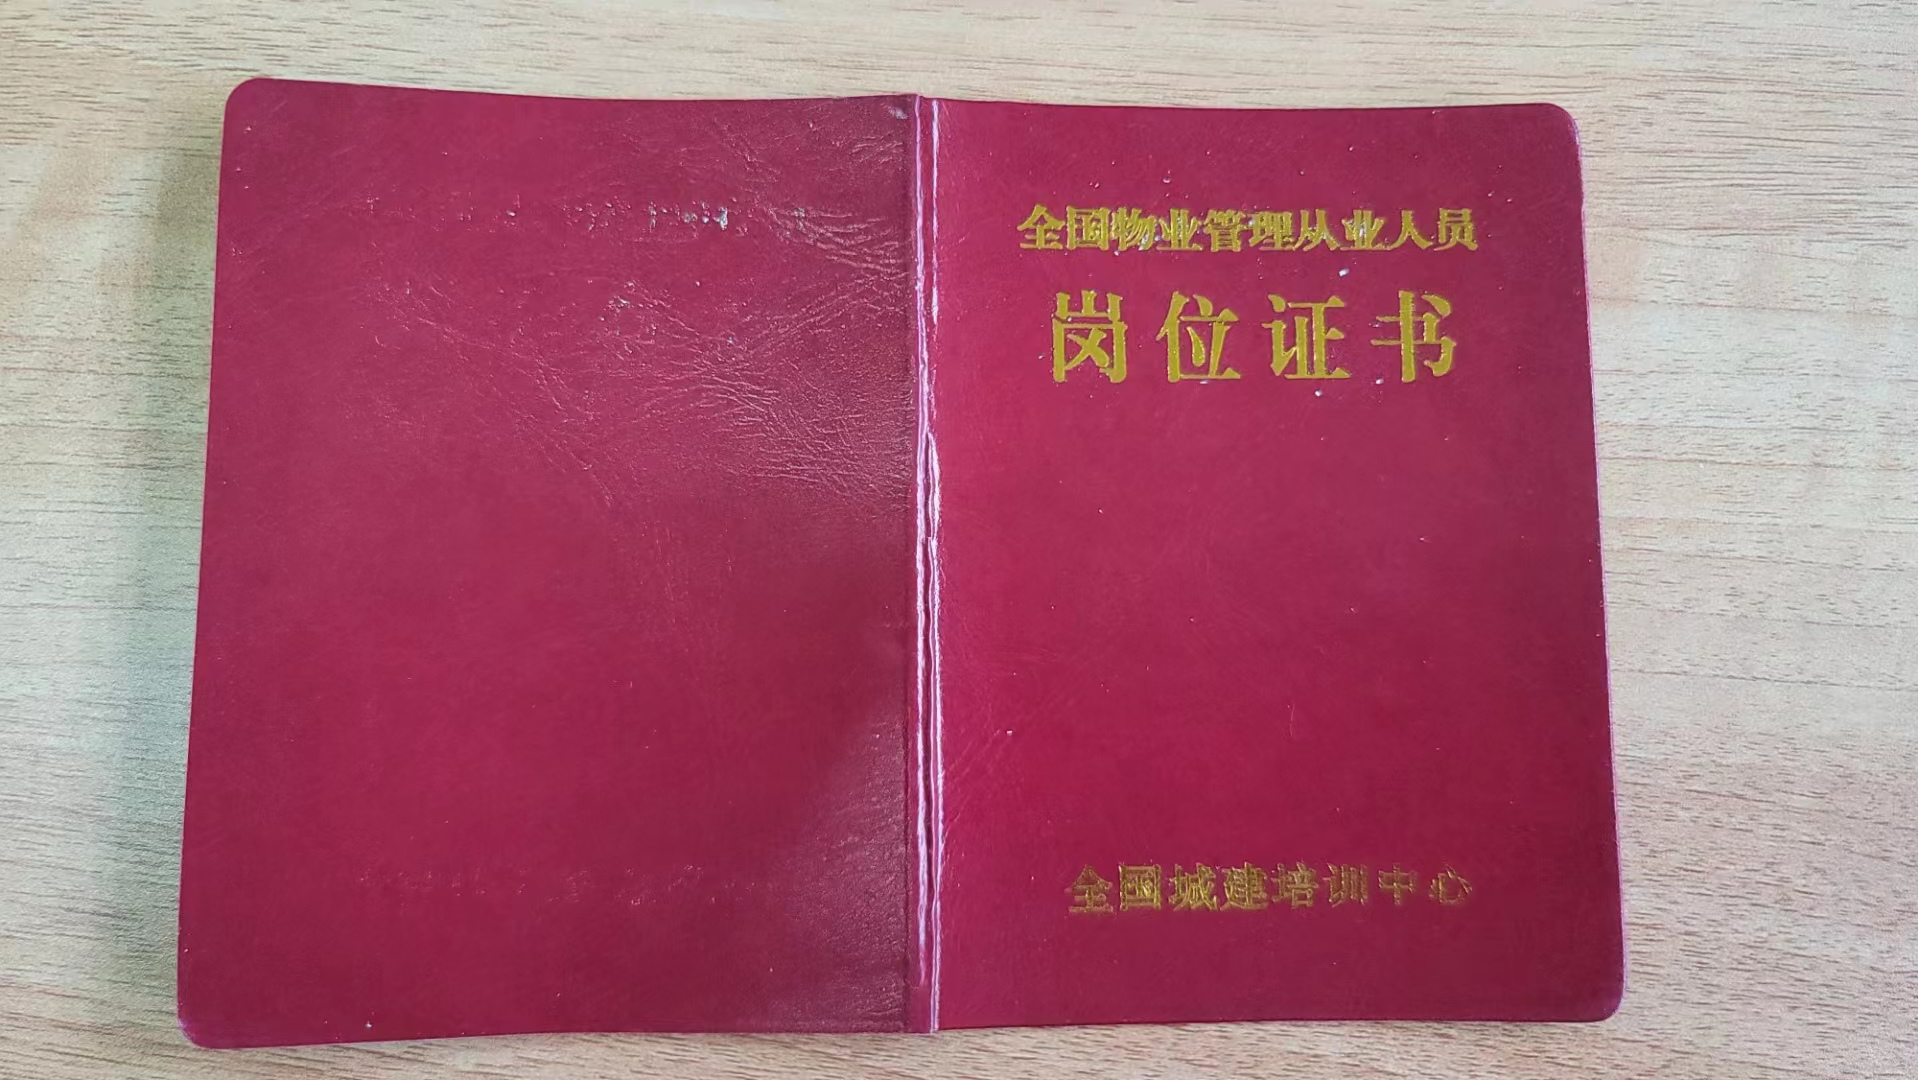 全国物业管理从业人员
岗位证书
全国城建培训中心